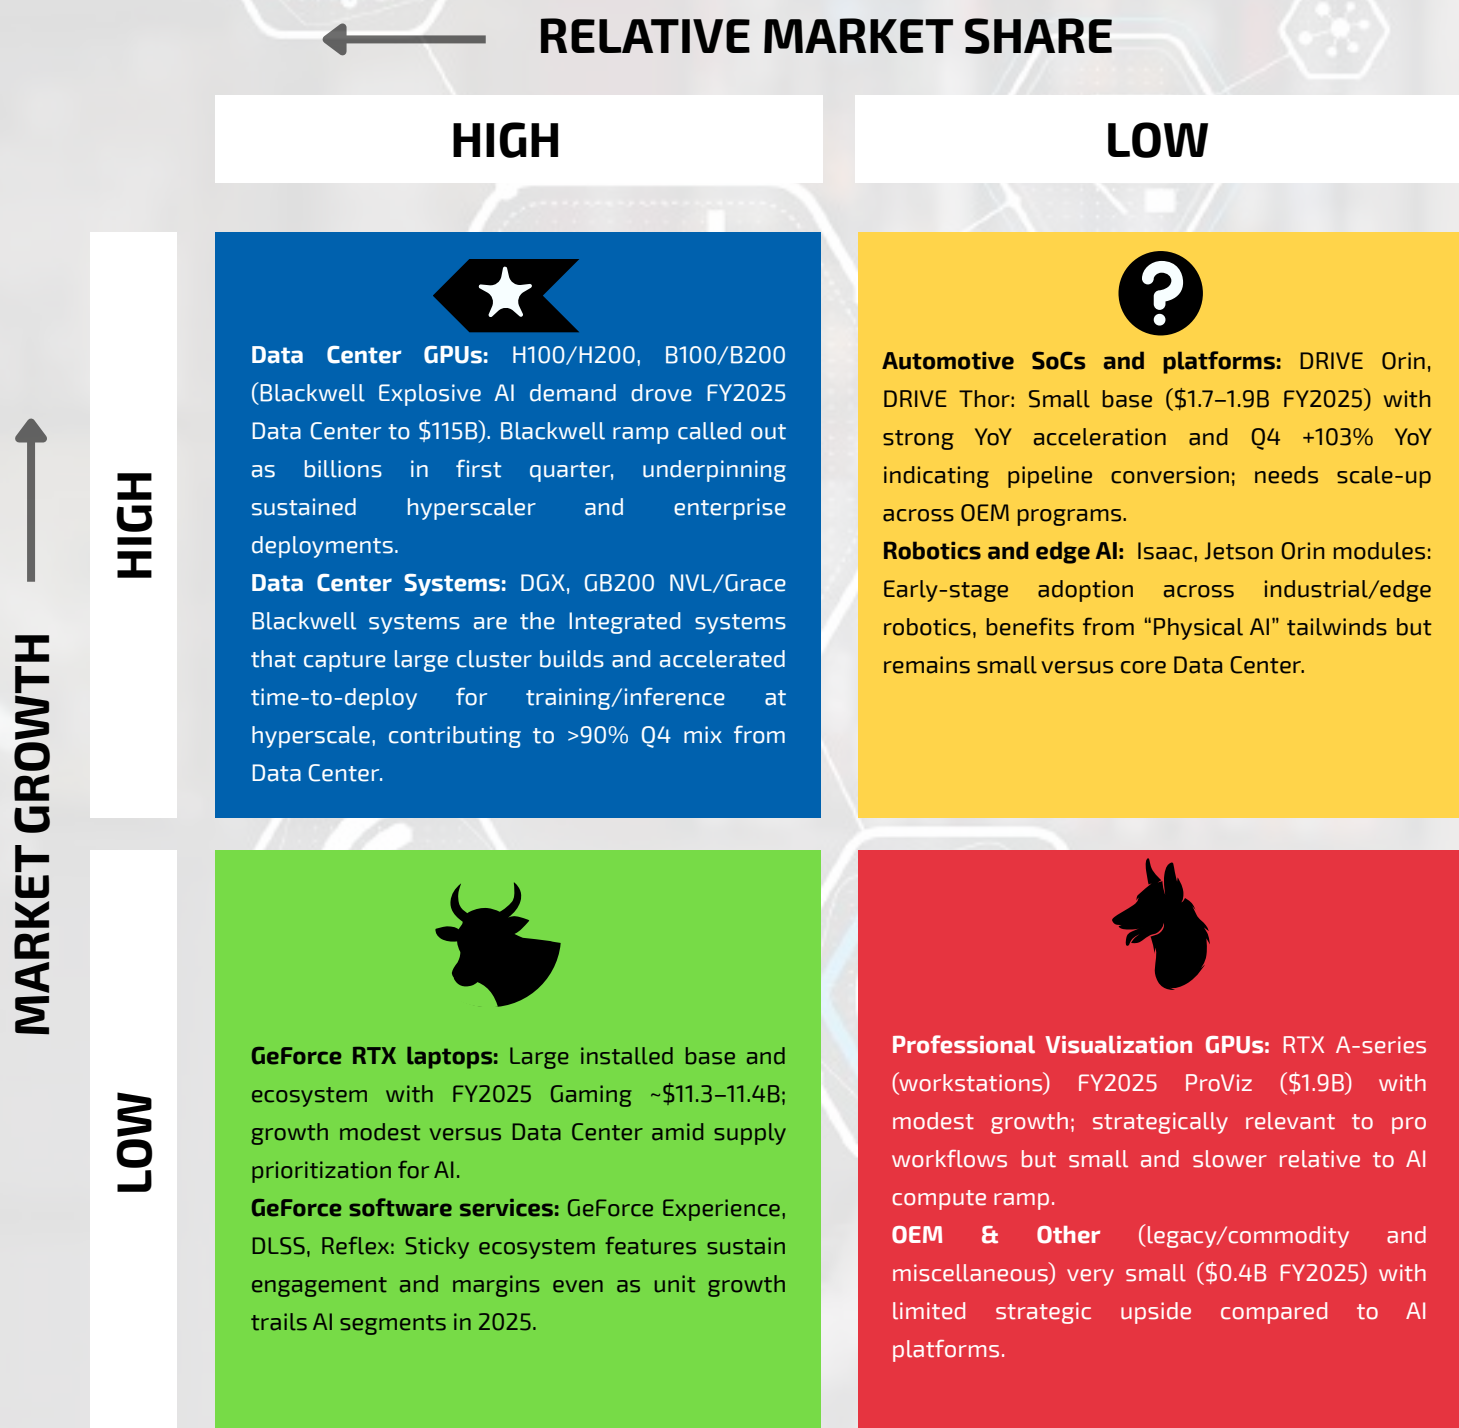 RELATIVE MARKET SHARE
HIGH
LOW
MARKET GROWTH
HIGH
Data Center GPUs: H100/H200, B100/B200
(Blackwell Explosive AI demand drove FY2025
Data Center to $115B). Blackwell ramp called out
as billions in first quarter, underpinning
sustained hyperscaler and enterprise
deployments.
Data Center Systems: DGX, GB200 NVL/Grace
Blackwell systems are the Integrated systems
that capture large cluster builds and accelerated
time-to-deploy for training/inference at
hyperscale, contributing to >90% Q4 mix from
Data Center.
Automotive SoCs and platforms: DRIVE Orin,
DRIVE Thor: Small base ($1.7–1.9B FY2025) with
strong YoY acceleration and Q4 +103% YoY
indicating pipeline conversion; needs scale-up
across OEM programs.
Robotics and edge AI: Isaac, Jetson Orin modules:
Early-stage adoption across industrial/edge
robotics, benefits from “Physical AI” tailwinds but
remains small versus core Data Center.
LOW
GeForce RTX laptops: Large installed base and
ecosystem with FY2025 Gaming ~$11.3–11.4B;
growth modest versus Data Center amid supply
prioritization for AI.
GeForce software services: GeForce Experience,
DLSS, Reflex: Sticky ecosystem features sustain
engagement and margins even as unit growth
trails AI segments in 2025.
Professional Visualization GPUs: RTX A-series
(workstations) FY2025 ProViz ($1.9B) with
modest growth; strategically relevant to pro
workflows but small and slower relative to AI
compute ramp.
OEM & Other (legacy/commodity and
miscellaneous) very small ($0.4B FY2025) with
limited strategic upside compared to AI
platforms.